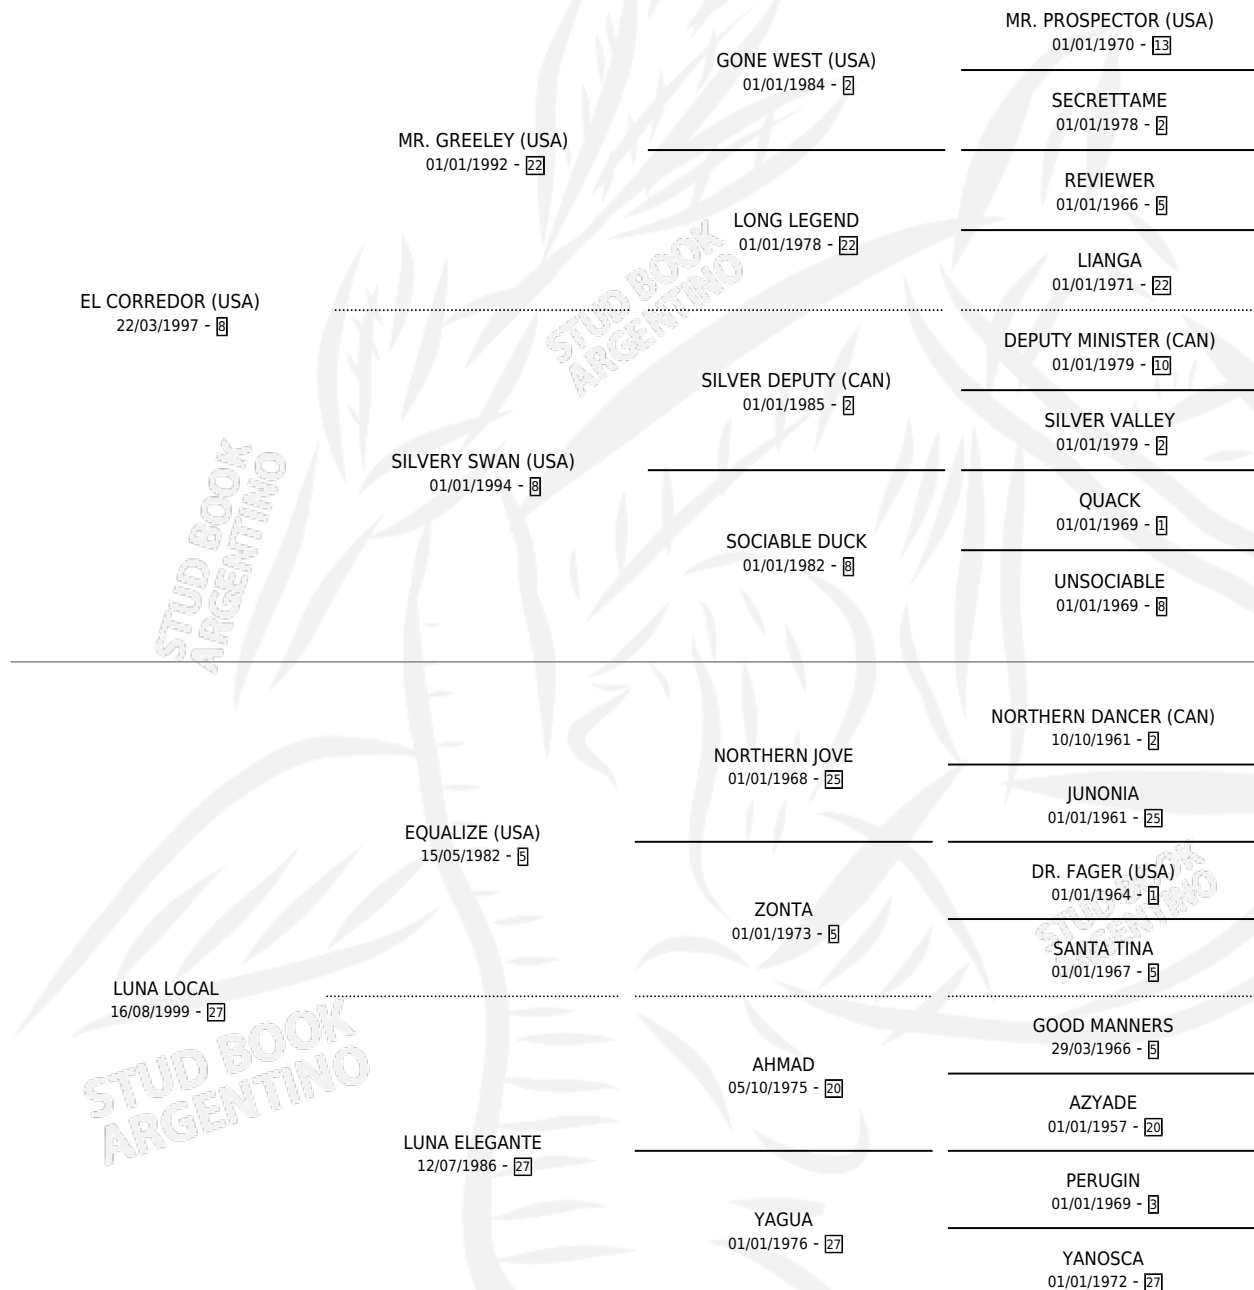 MR. PROSPECTOR (USA)
01/01/1970 - 13
GONE WEST (USA)
01/01/1984 - 2
SECRETTAME
01/01/1978 - 2
MR. GREELEY (USA)
01/01/1992 - 22
REVIEWER
01/01/1966 - 5
LONG LEGEND
01/01/1978 - 22
LIANGA
01/01/1971 - 22
EL CORREDOR (USA)
22/03/1997 - 8
DEPUTY MINISTER (CAN)
01/01/1979 - 10
SILVER DEPUTY (CAN)
01/01/1985 - 2
SILVER VALLEY
01/01/1979 - 2
SILVERY SWAN (USA)
01/01/1994 - 8
QUACK
01/01/1969 - 1
SOCIABLE DUCK
01/01/1982 - 8
UNSOCIABLE
01/01/1969 - 8
NORTHERN DANCER (CAN)
10/10/1961 - 2
NORTHERN JOVE
01/01/1968 - 25
JUNONIA
01/01/1961 - 25
EQUALIZE (USA)
15/05/1982 - 5
DR. FAGER (USA)
01/01/1964 - 1
ZONTA
01/01/1973 - 5
SANTA TINA
01/01/1967 - 5
LUNA LOCAL
16/08/1999 - 27
GOOD MANNERS
29/03/1966 - 5
AHMAD
05/10/1975 - 20
AZYADE
01/01/1957 - 20
LUNA ELEGANTE
12/07/1986 - 27
PERUGIN
01/01/1969 - 3
YAGUA
01/01/1976 - 27
YANOSCA
01/01/1972 - 27
STUD BOOK
ARGENTINO
STUD BOOK
ARGENTINO
STUD BOOK
ARGENTINO
STUD BOOK
ARGENTINO